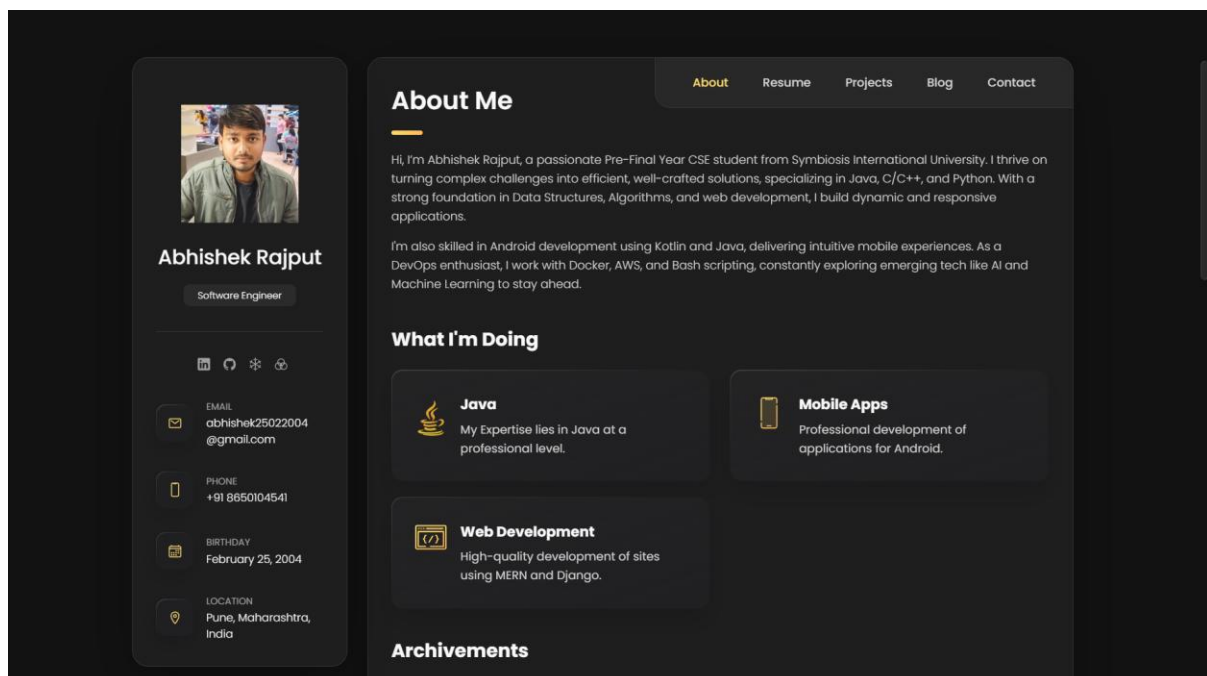 Abhishek Rajput
Software Engineer
EMAIL
abhishek25022004
@gmail.com
PHONE
+91 8650104541
BIRTHDAY
February 25, 2004
LOCATION
Pune, Maharashtra,
India
About
Resume
Projects
Blog
Contact
About Me
Hi, I'm Abhishek Rajput, a passionate Pre-Final Year CSE student from Symbiosis International University. I thrive on
turning complex challenges into efficient, well-crafted solutions, specializing in Java, C/C++, and Python. With a
strong foundation in Data Structures, Algorithms, and web development, I build dynamic and responsive
applications.
I'm also skilled in Android development using Kotlin and Java, delivering intuitive mobile experiences. As a
DevOps enthusiast, I work with Docker, AWS, and Bash scripting, constantly exploring emerging tech like AI and
Machine Learning to stay ahead.
What I'm Doing
Java
My Expertise lies in Java at a
professional level.
Mobile Apps
Professional development of
applications for Android.
Web Development
High-quality development of sites
using MERN and Django.
Archivements